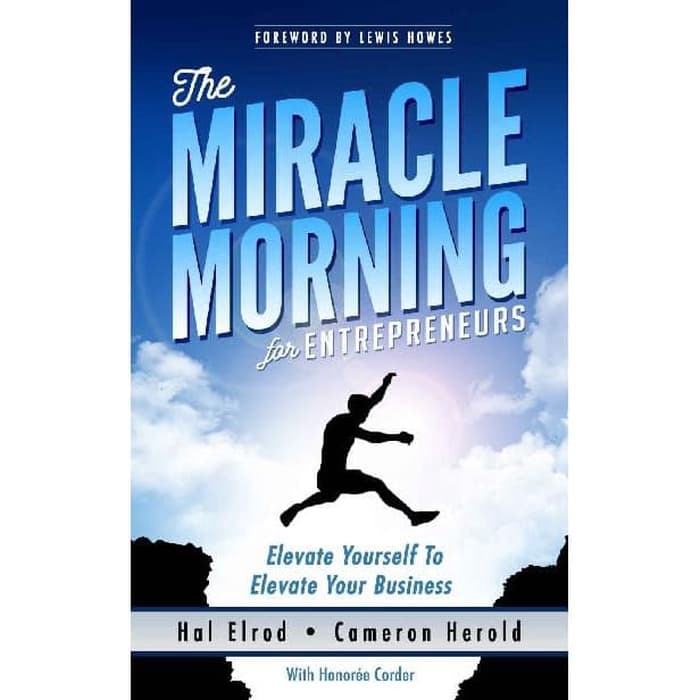 FOREWORD BY LEWIS HOWES
The
MIRACLE
MORNING
for ENTREPRENEURS
Elevate Yourself To
Elevate Your Business
Hal Elrod • Cameron Herold
With Honorée Corder